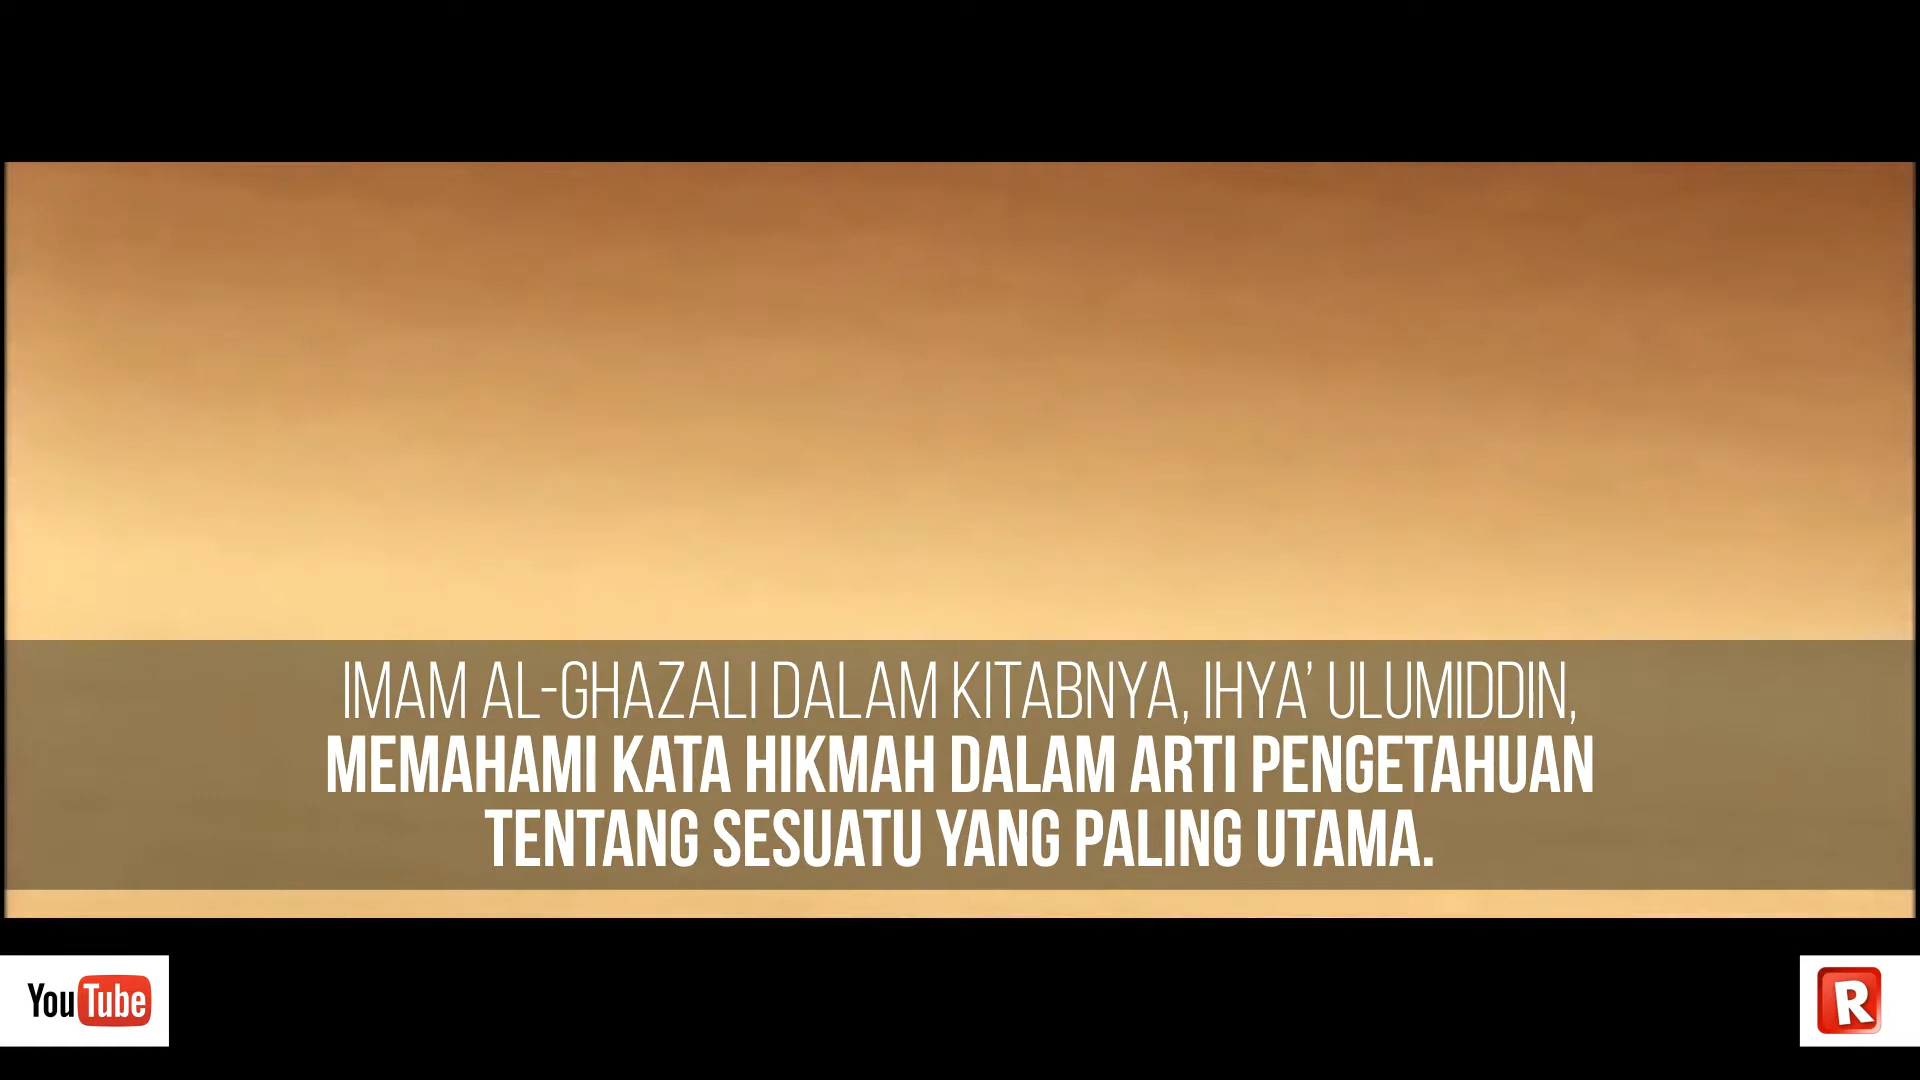 IMAM AL-GHAZALI DALAM KITABNYA, IHYA’ ULUMIDDIN,
MEMAHAMI KATA HIKMAH DALAM ARTI PENGETAHUAN
TENTANG SESUATU YANG PALING UTAMA.
YouTube
R